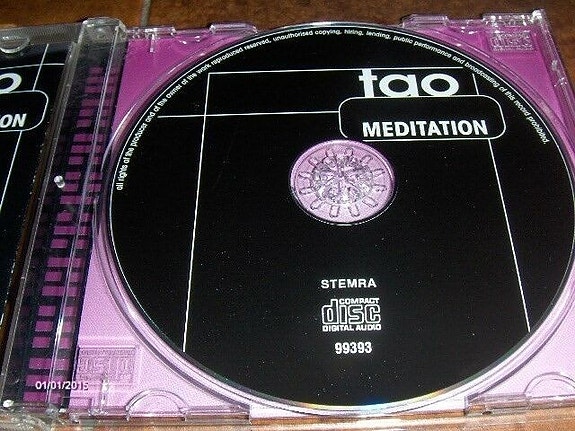 all rights of the producer and of the owner of the work reproduced reserved, unauthorised copying, hiring, lending, public performance and broadcasting of this record prohibited.
tao
MEDITATION
O
ON
STEMRA
COMPACT
disc
DIGITAL AUDIO
99393
01/01/2015